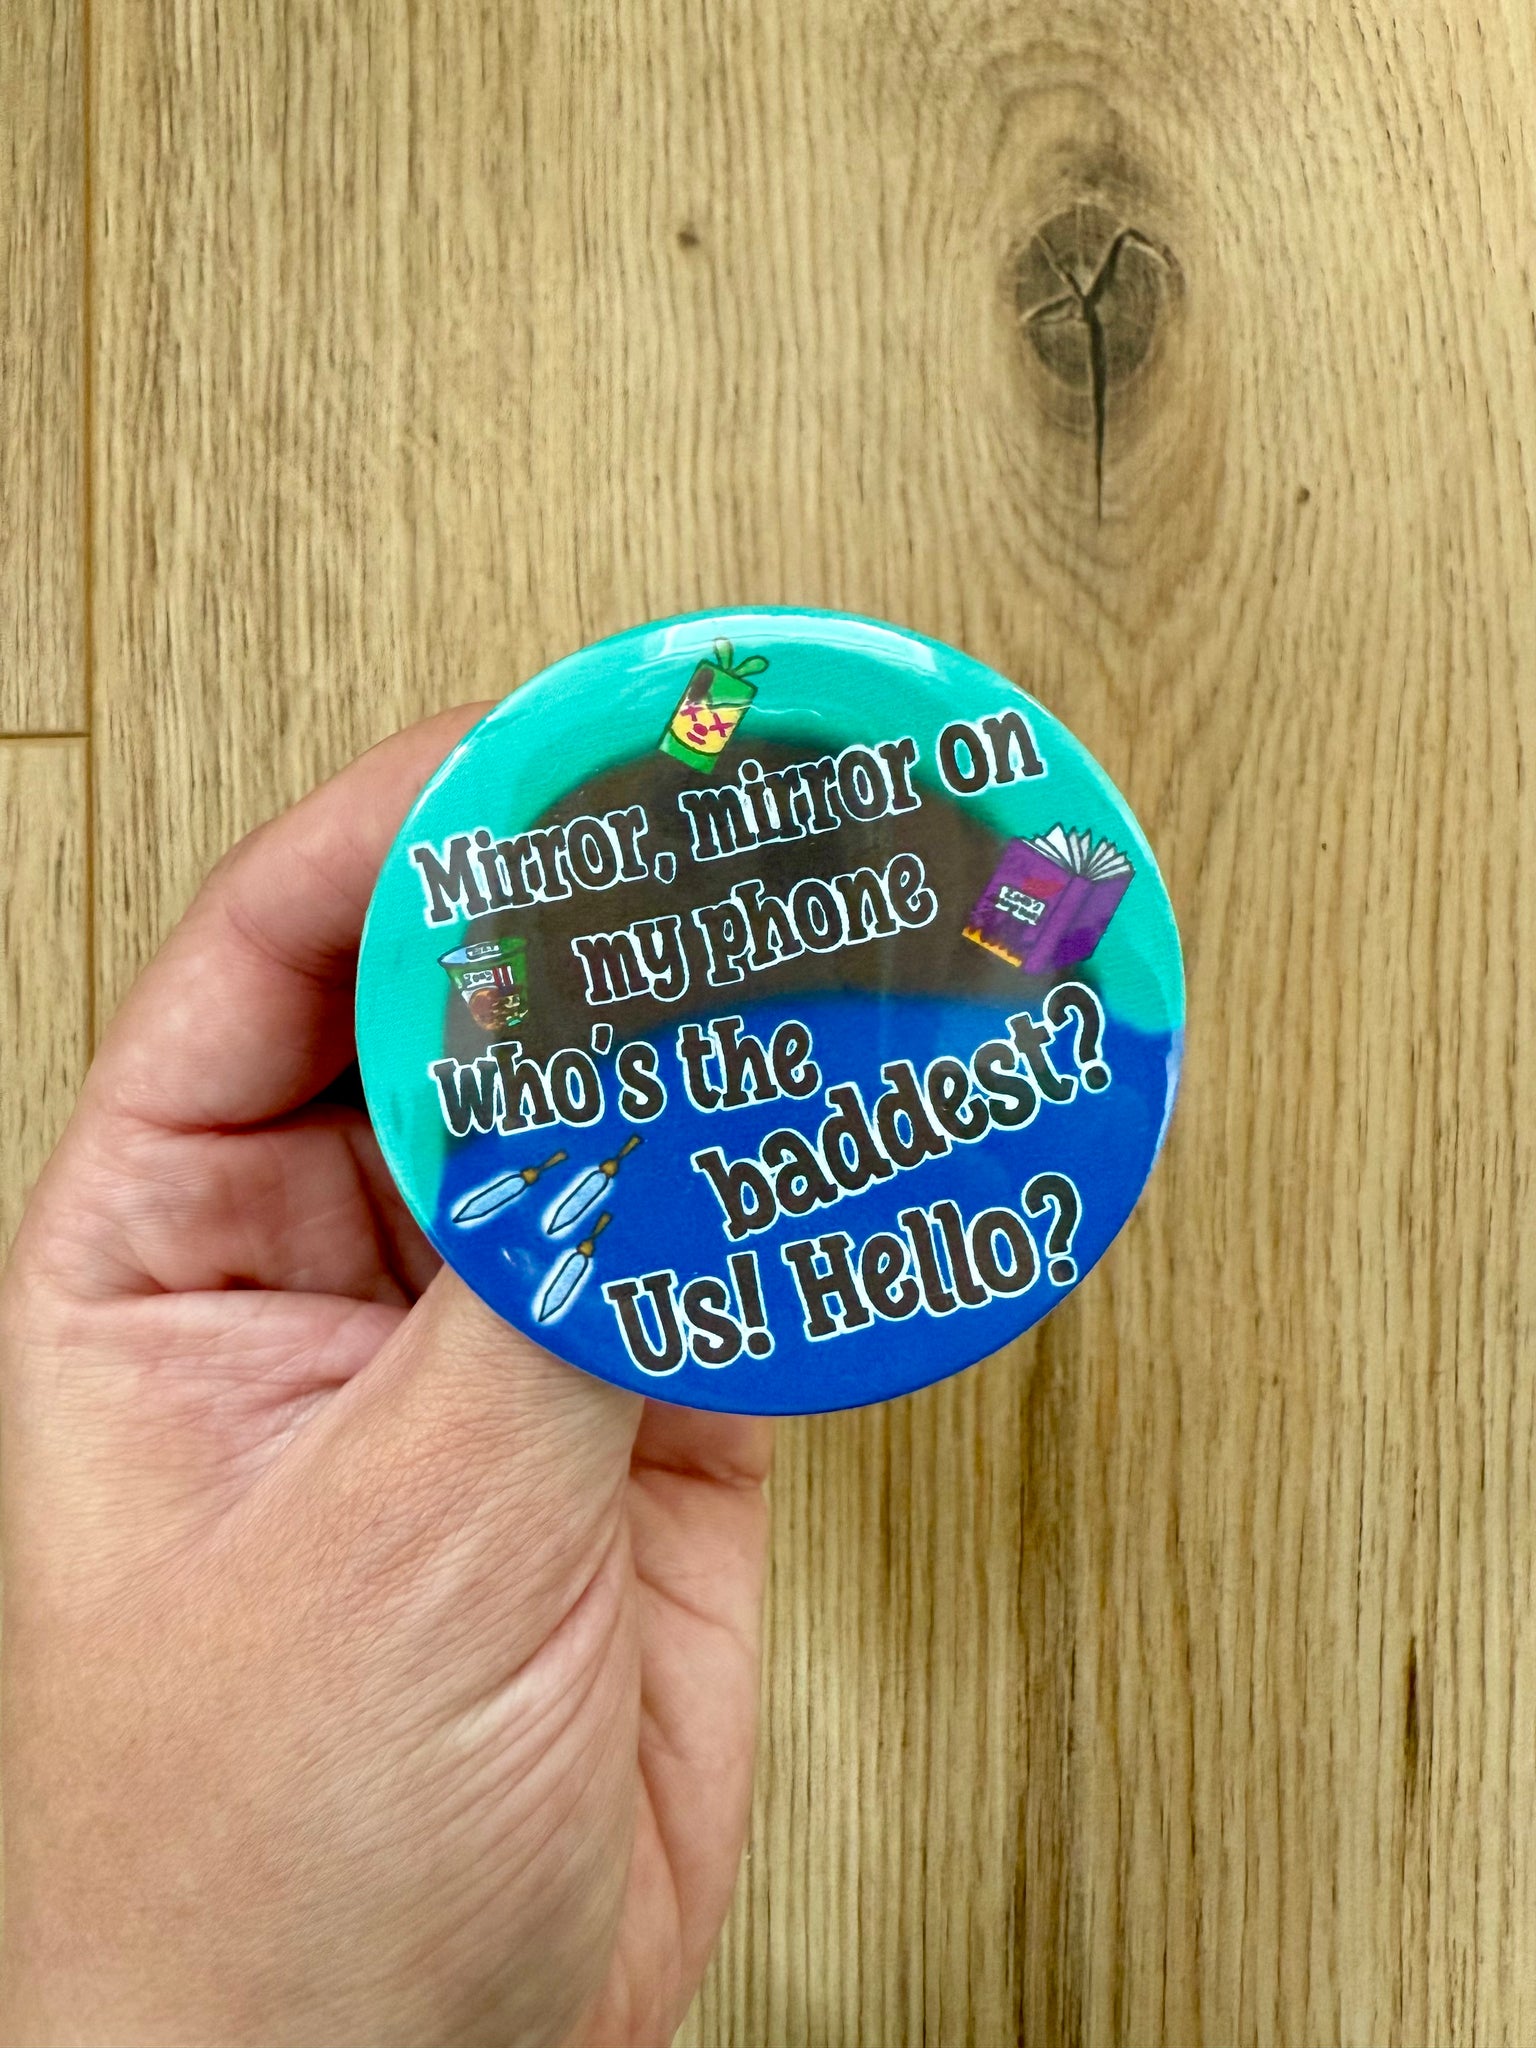 Mirror, mirror on
my phone
who's the
baddest?
Us! Hello?